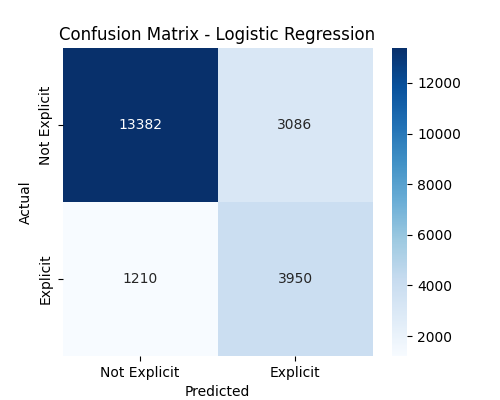 Confusion Matrix - Logistic Regression
Not Explicit
13382
3086
Explicit
1210
3950
Actual
Not Explicit
Explicit
Predicted
12000
10000
8000
6000
4000
2000